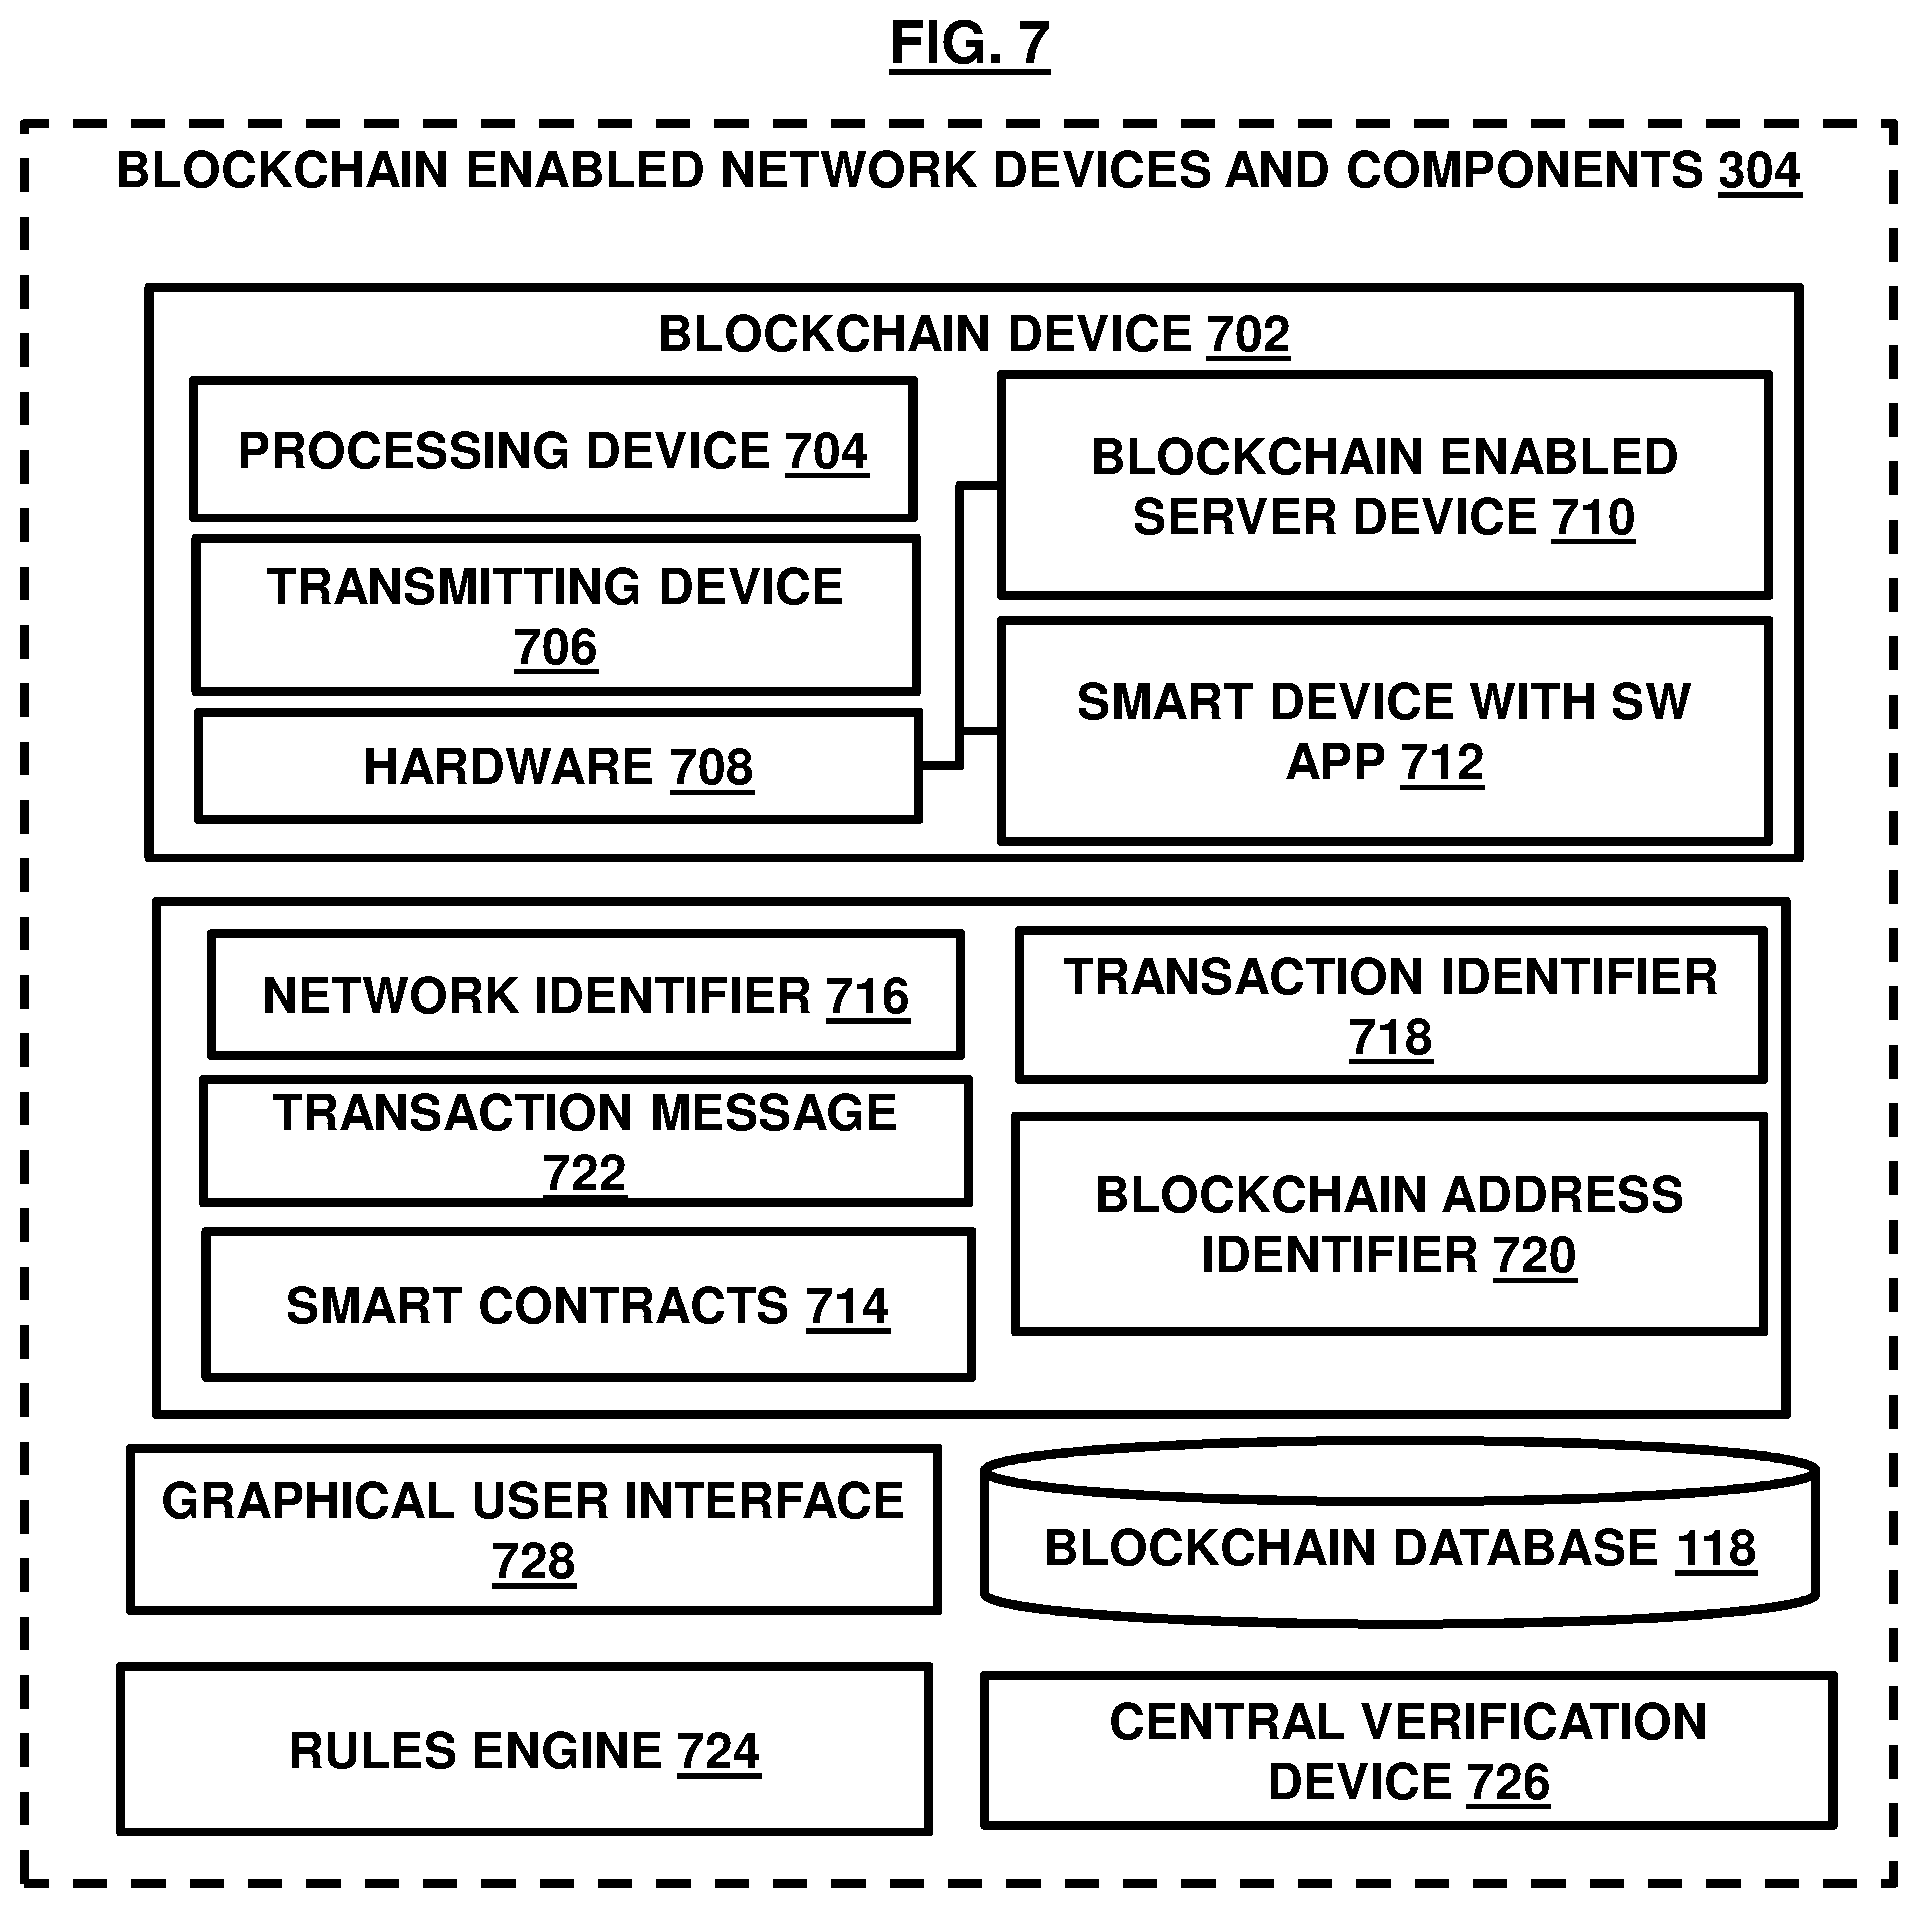 FIG. 7
BLOCKCHAIN ENABLED NETWORK DEVICES AND COMPONENTS 304
BLOCKCHAIN DEVICE 702
PROCESSING DEVICE 704
TRANSMITTING DEVICE
706
HARDWARE 708
BLOCKCHAIN ENABLED
SERVER DEVICE 710
SMART DEVICE WITH SW
APP 712
NETWORK IDENTIFIER 716
TRANSACTION MESSAGE
722
SMART CONTRACTS 714
TRANSACTION IDENTIFIER
718
BLOCKCHAIN ADDRESS
IDENTIFIER 720
GRAPHICAL USER INTERFACE
728
BLOCKCHAIN DATABASE 118
RULES ENGINE 724
CENTRAL VERIFICATION
DEVICE 726